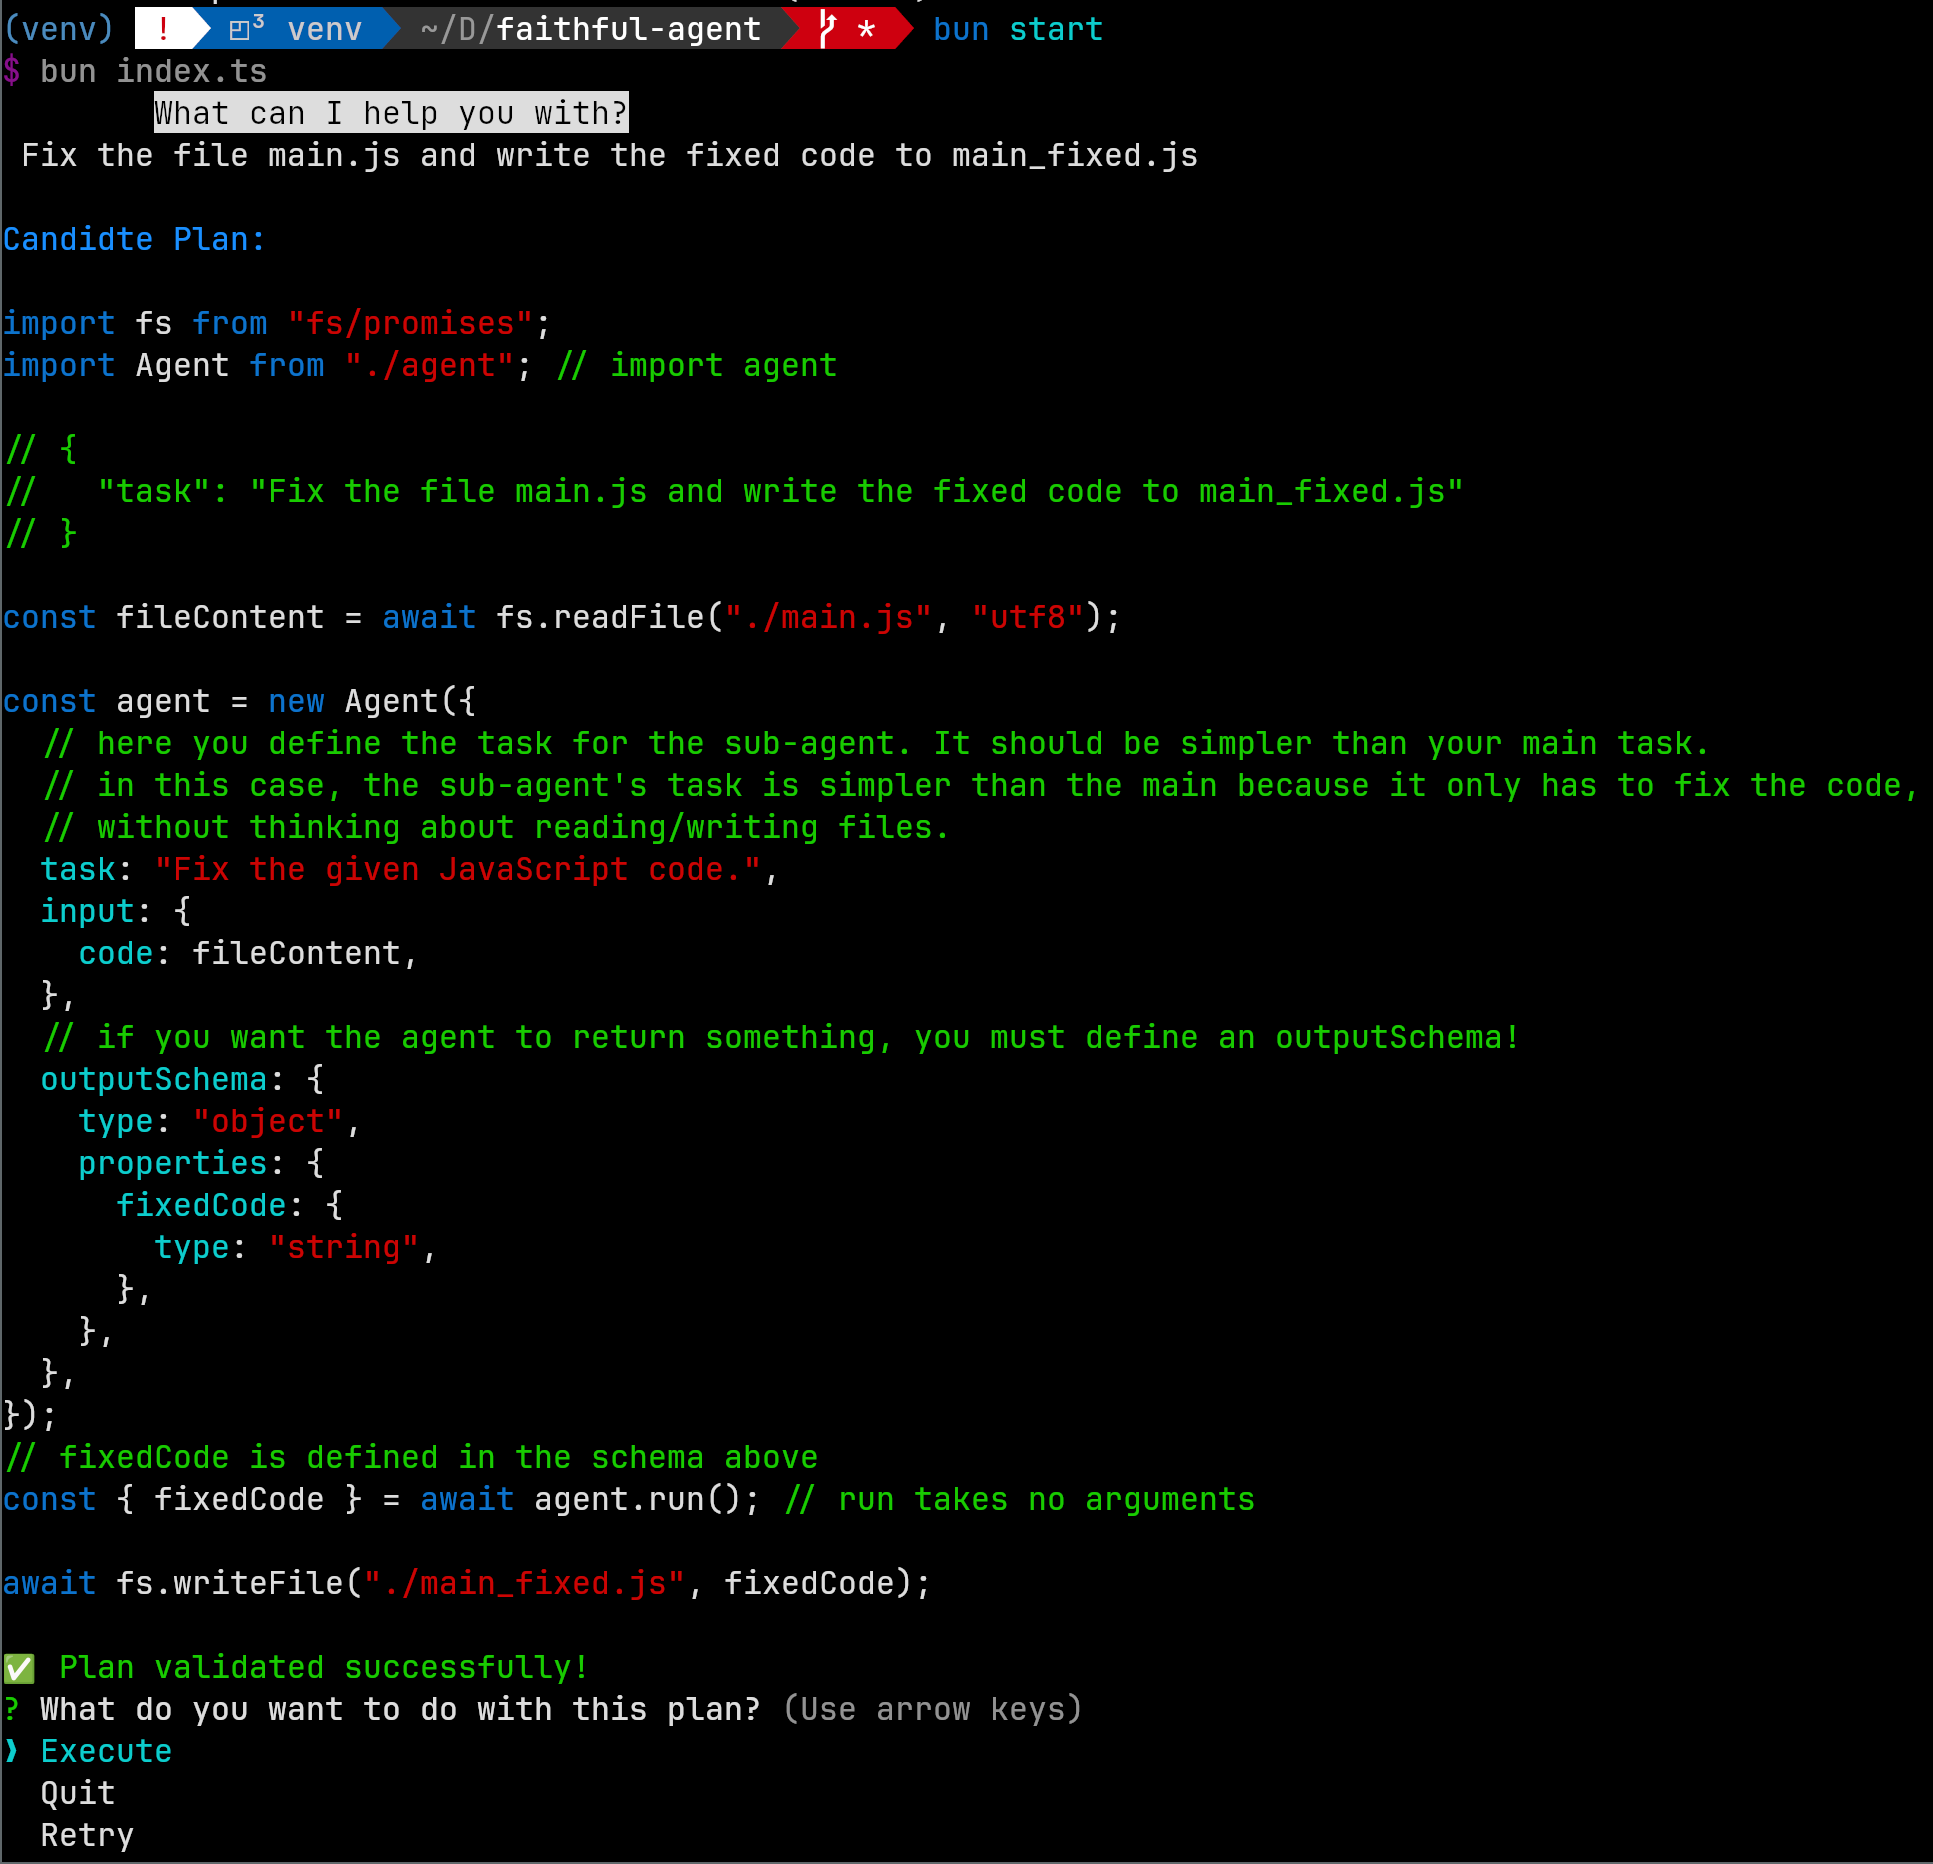 (venv) ! ◰³ venv ~/D/faithful-agent * bun start
$ bun index.ts
What can I help you with?
Fix the file main.js and write the fixed code to main_fixed.js
Candidte Plan:
import fs from "fs/promises";
import Agent from "./agent"; // import agent
// {
//   "task": "Fix the file main.js and write the fixed code to main_fixed.js"
// }
const fileContent = await fs.readFile("./main.js", "utf8");
const agent = new Agent({
  // here you define the task for the sub-agent. It should be simpler than your main task.
  // in this case, the sub-agent's task is simpler than the main because it only has to fix the code,
  // without thinking about reading/writing files.
  task: "Fix the given JavaScript code.",
  input: {
    code: fileContent,
  },
  // if you want the agent to return something, you must define an outputSchema!
  outputSchema: {
    type: "object",
    properties: {
      fixedCode: {
        type: "string",
      },
    },
  },
});
// fixedCode is defined in the schema above
const { fixedCode } = await agent.run(); // run takes no arguments
await fs.writeFile("./main_fixed.js", fixedCode);
✅ Plan validated successfully!
? What do you want to do with this plan? (Use arrow keys)
❯ Execute
  Quit
  Retry